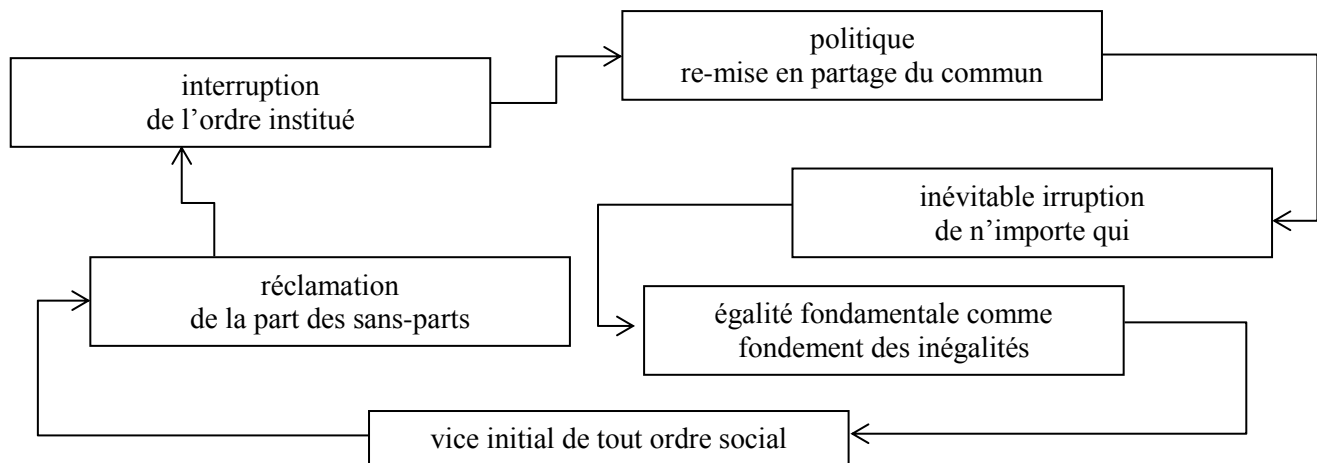 politique
re-mise en partage du commun
interruption
de l’ordre institué
inévitable irruption
de n’importe qui
réclamation
de la part des sans-parts
égalité fondamentale comme
fondement des inégalités
vice initial de tout ordre social